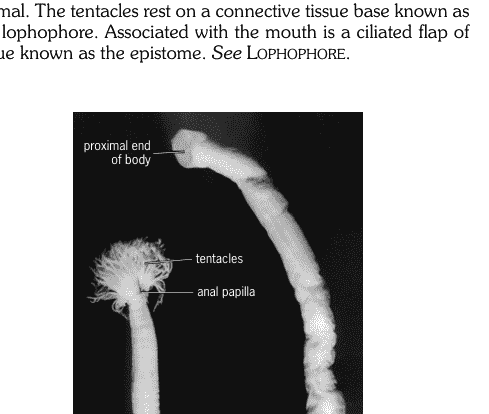 mal. The tentacles rest on a connective tissue base known as
lophophore. Associated with the mouth is a ciliated flap of
ue known as the epistome. See LOPHOPHORE.
proximal end
of body
tentacles
anal papilla